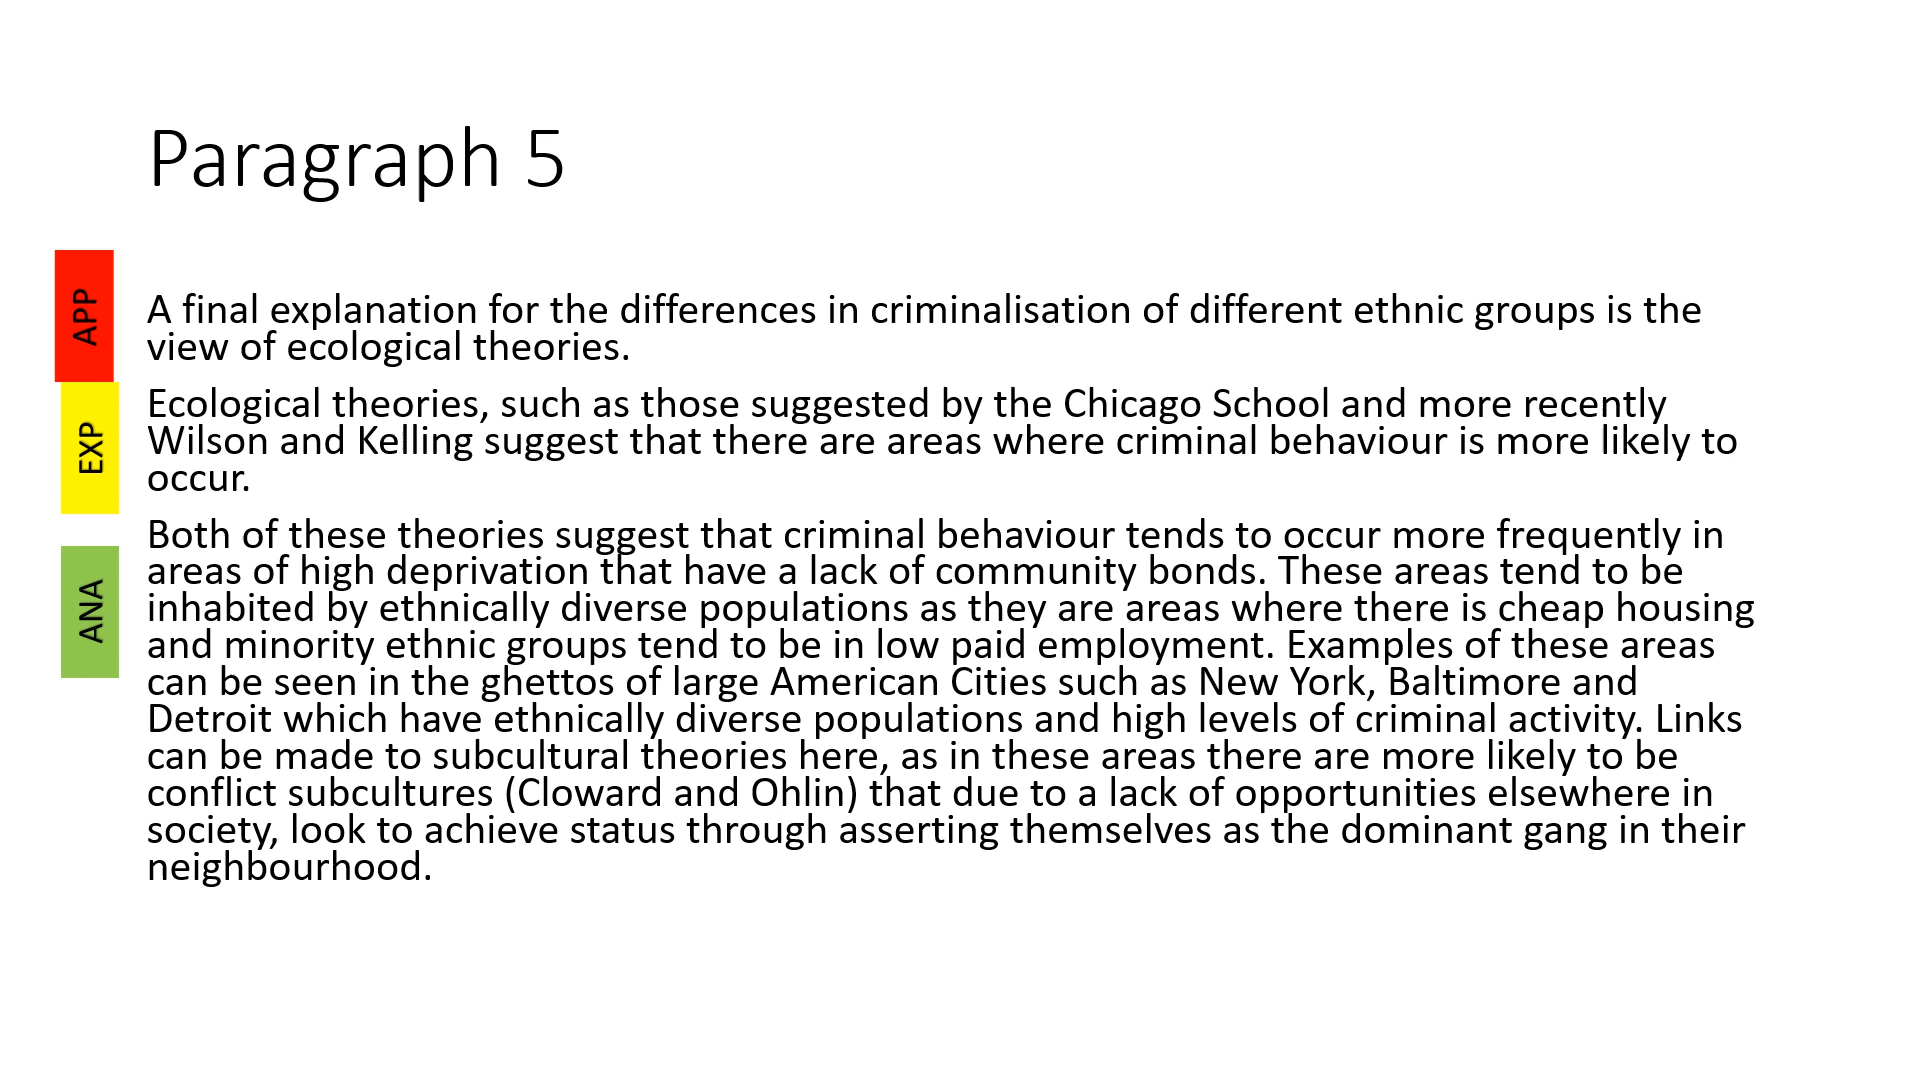 Paragraph 5
APP
A final explanation for the differences in criminalisation of different ethnic groups is the
view of ecological theories.
EXP
Ecological theories, such as those suggested by the Chicago School and more recently
Wilson and Kelling suggest that there are areas where criminal behaviour is more likely to
occur.
ANA
Both of these theories suggest that criminal behaviour tends to occur more frequently in
areas of high deprivation that have a lack of community bonds. These areas tend to be
inhabited by ethnically diverse populations as they are areas where there is cheap housing
and minority ethnic groups tend to be in low paid employment. Examples of these areas
can be seen in the ghettos of large American Cities such as New York, Baltimore and
Detroit which have ethnically diverse populations and high levels of criminal activity. Links
can be made to subcultural theories here, as in these areas there are more likely to be
conflict subcultures (Cloward and Ohlin) that due to a lack of opportunities elsewhere in
society, look to achieve status through asserting themselves as the dominant gang in their
neighbourhood.